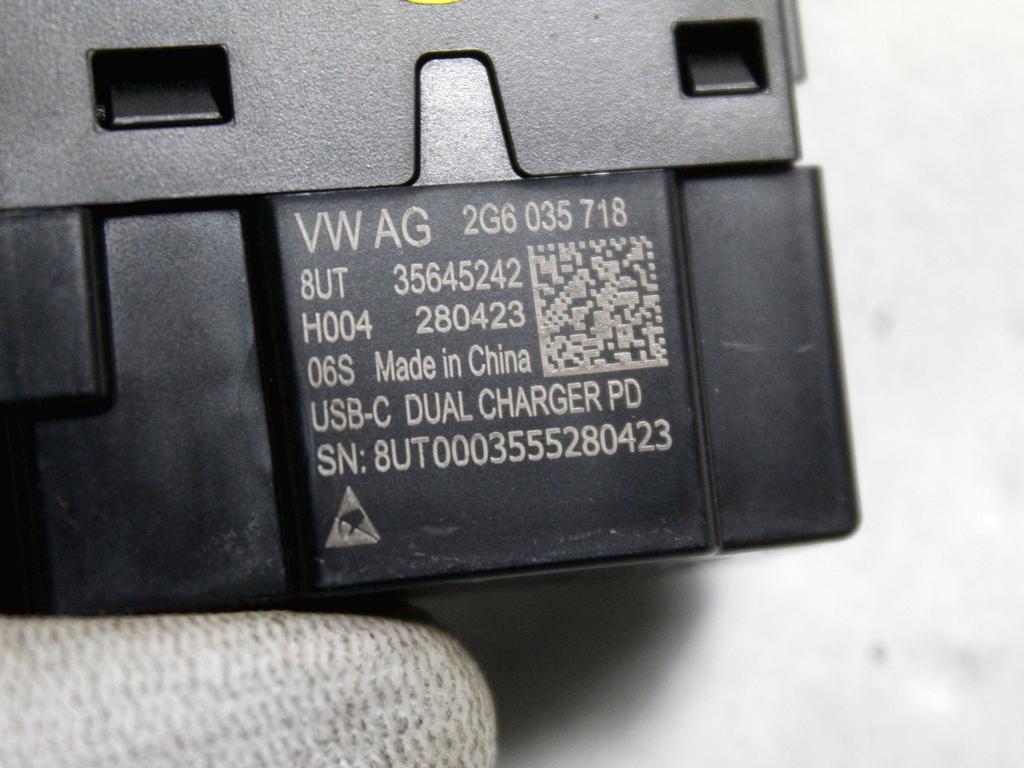 VW AG 2G6 035 718
8UT 35645242
H004 280423
06S Made in China
USB-C DUAL CHARGER PD
SN: 8UT0003555280423